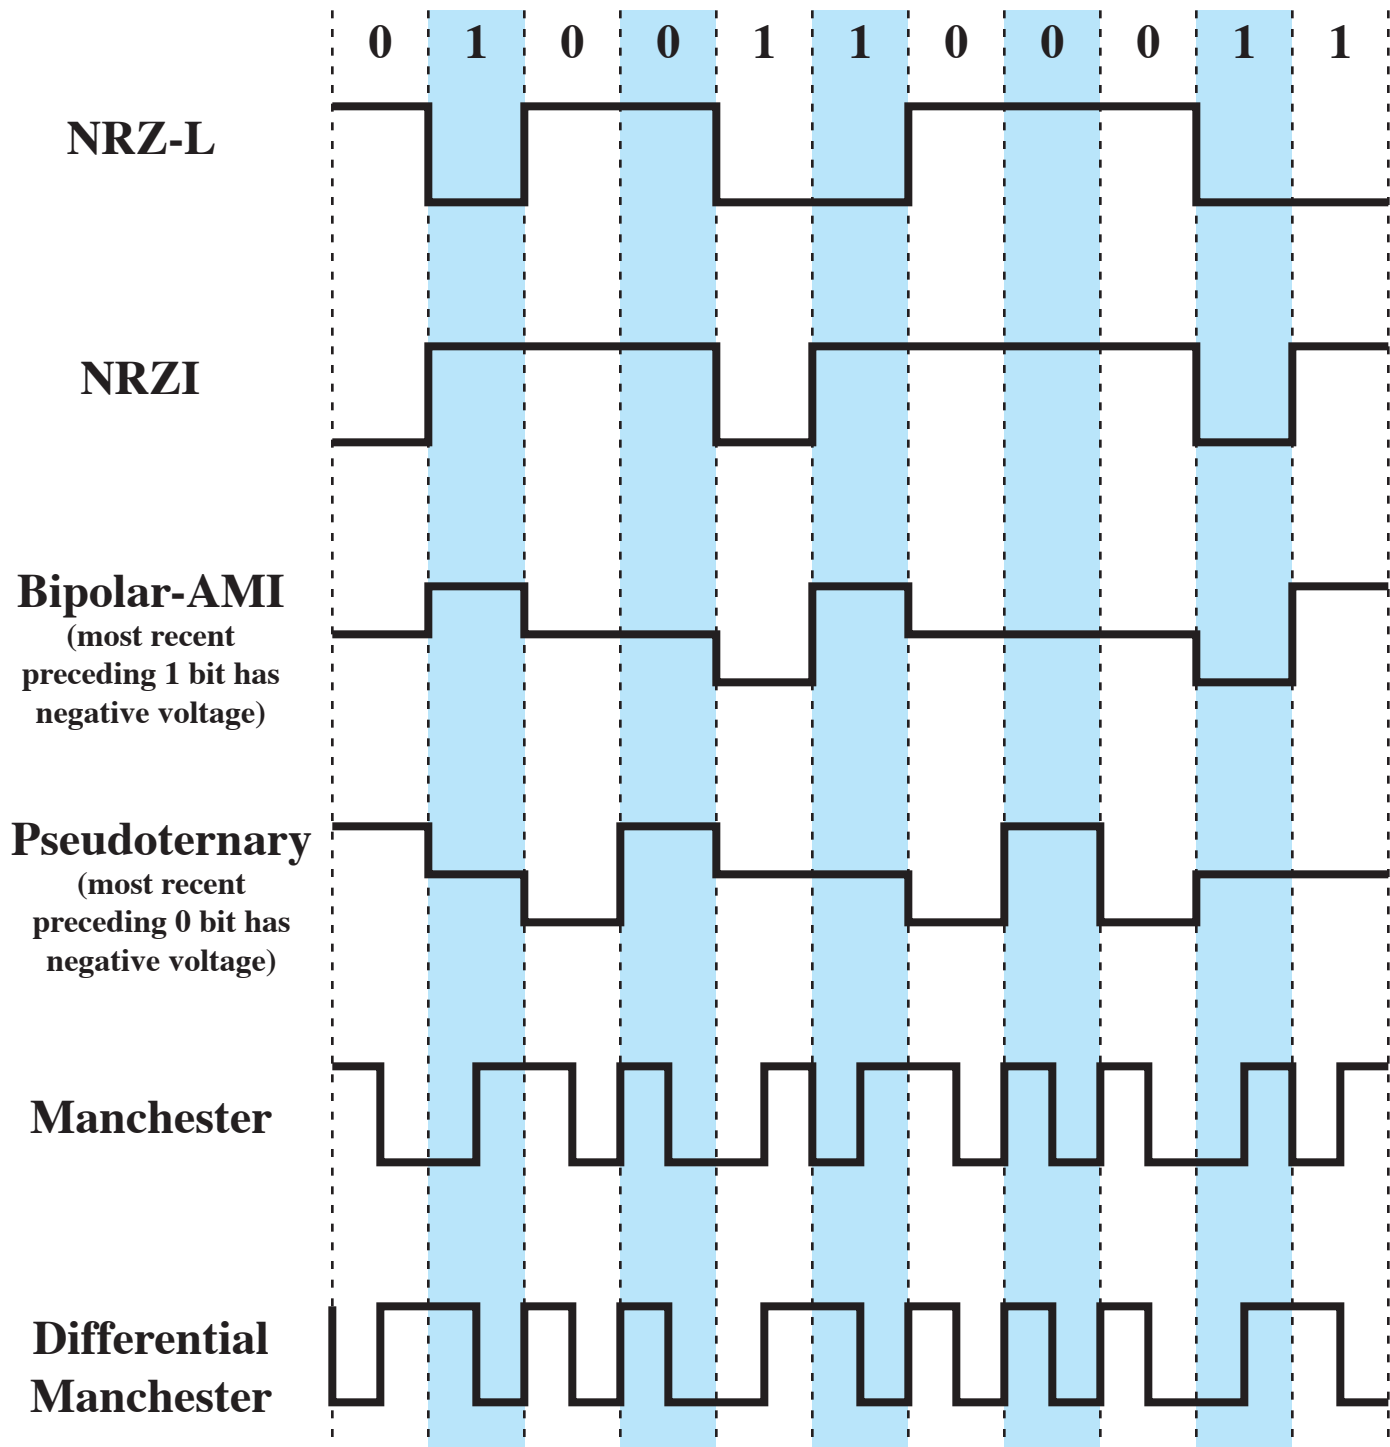 0 1 0 0 1 1 0 0 0 1 1
NRZ-L
NRZI
Bipolar-AMI
(most recent
preceding 1 bit has
negative voltage)
Pseudoternary
(most recent
preceding 0 bit has
negative voltage)
Manchester
Differential
Manchester